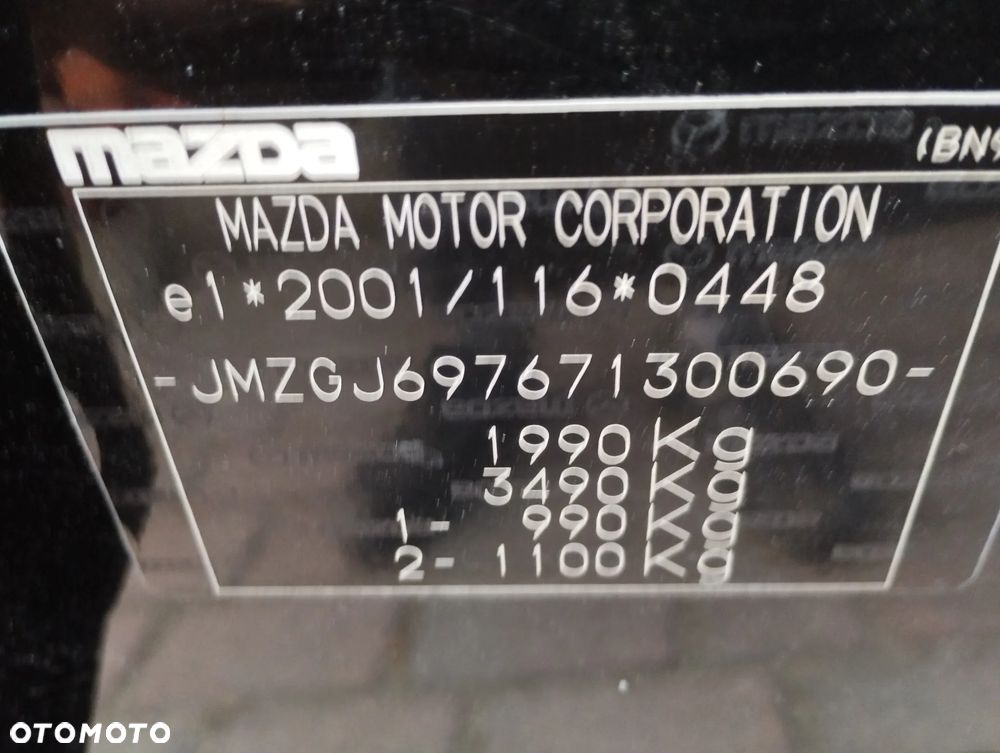 mazda
(BN9
MAZDA MOTOR CORPORATION
e1*2001/116*0448
-JMZGJ697671300690-
1990 Kg
3490 Kg
1- 990 Kg
2- 1100 Kg
OTOMOTO